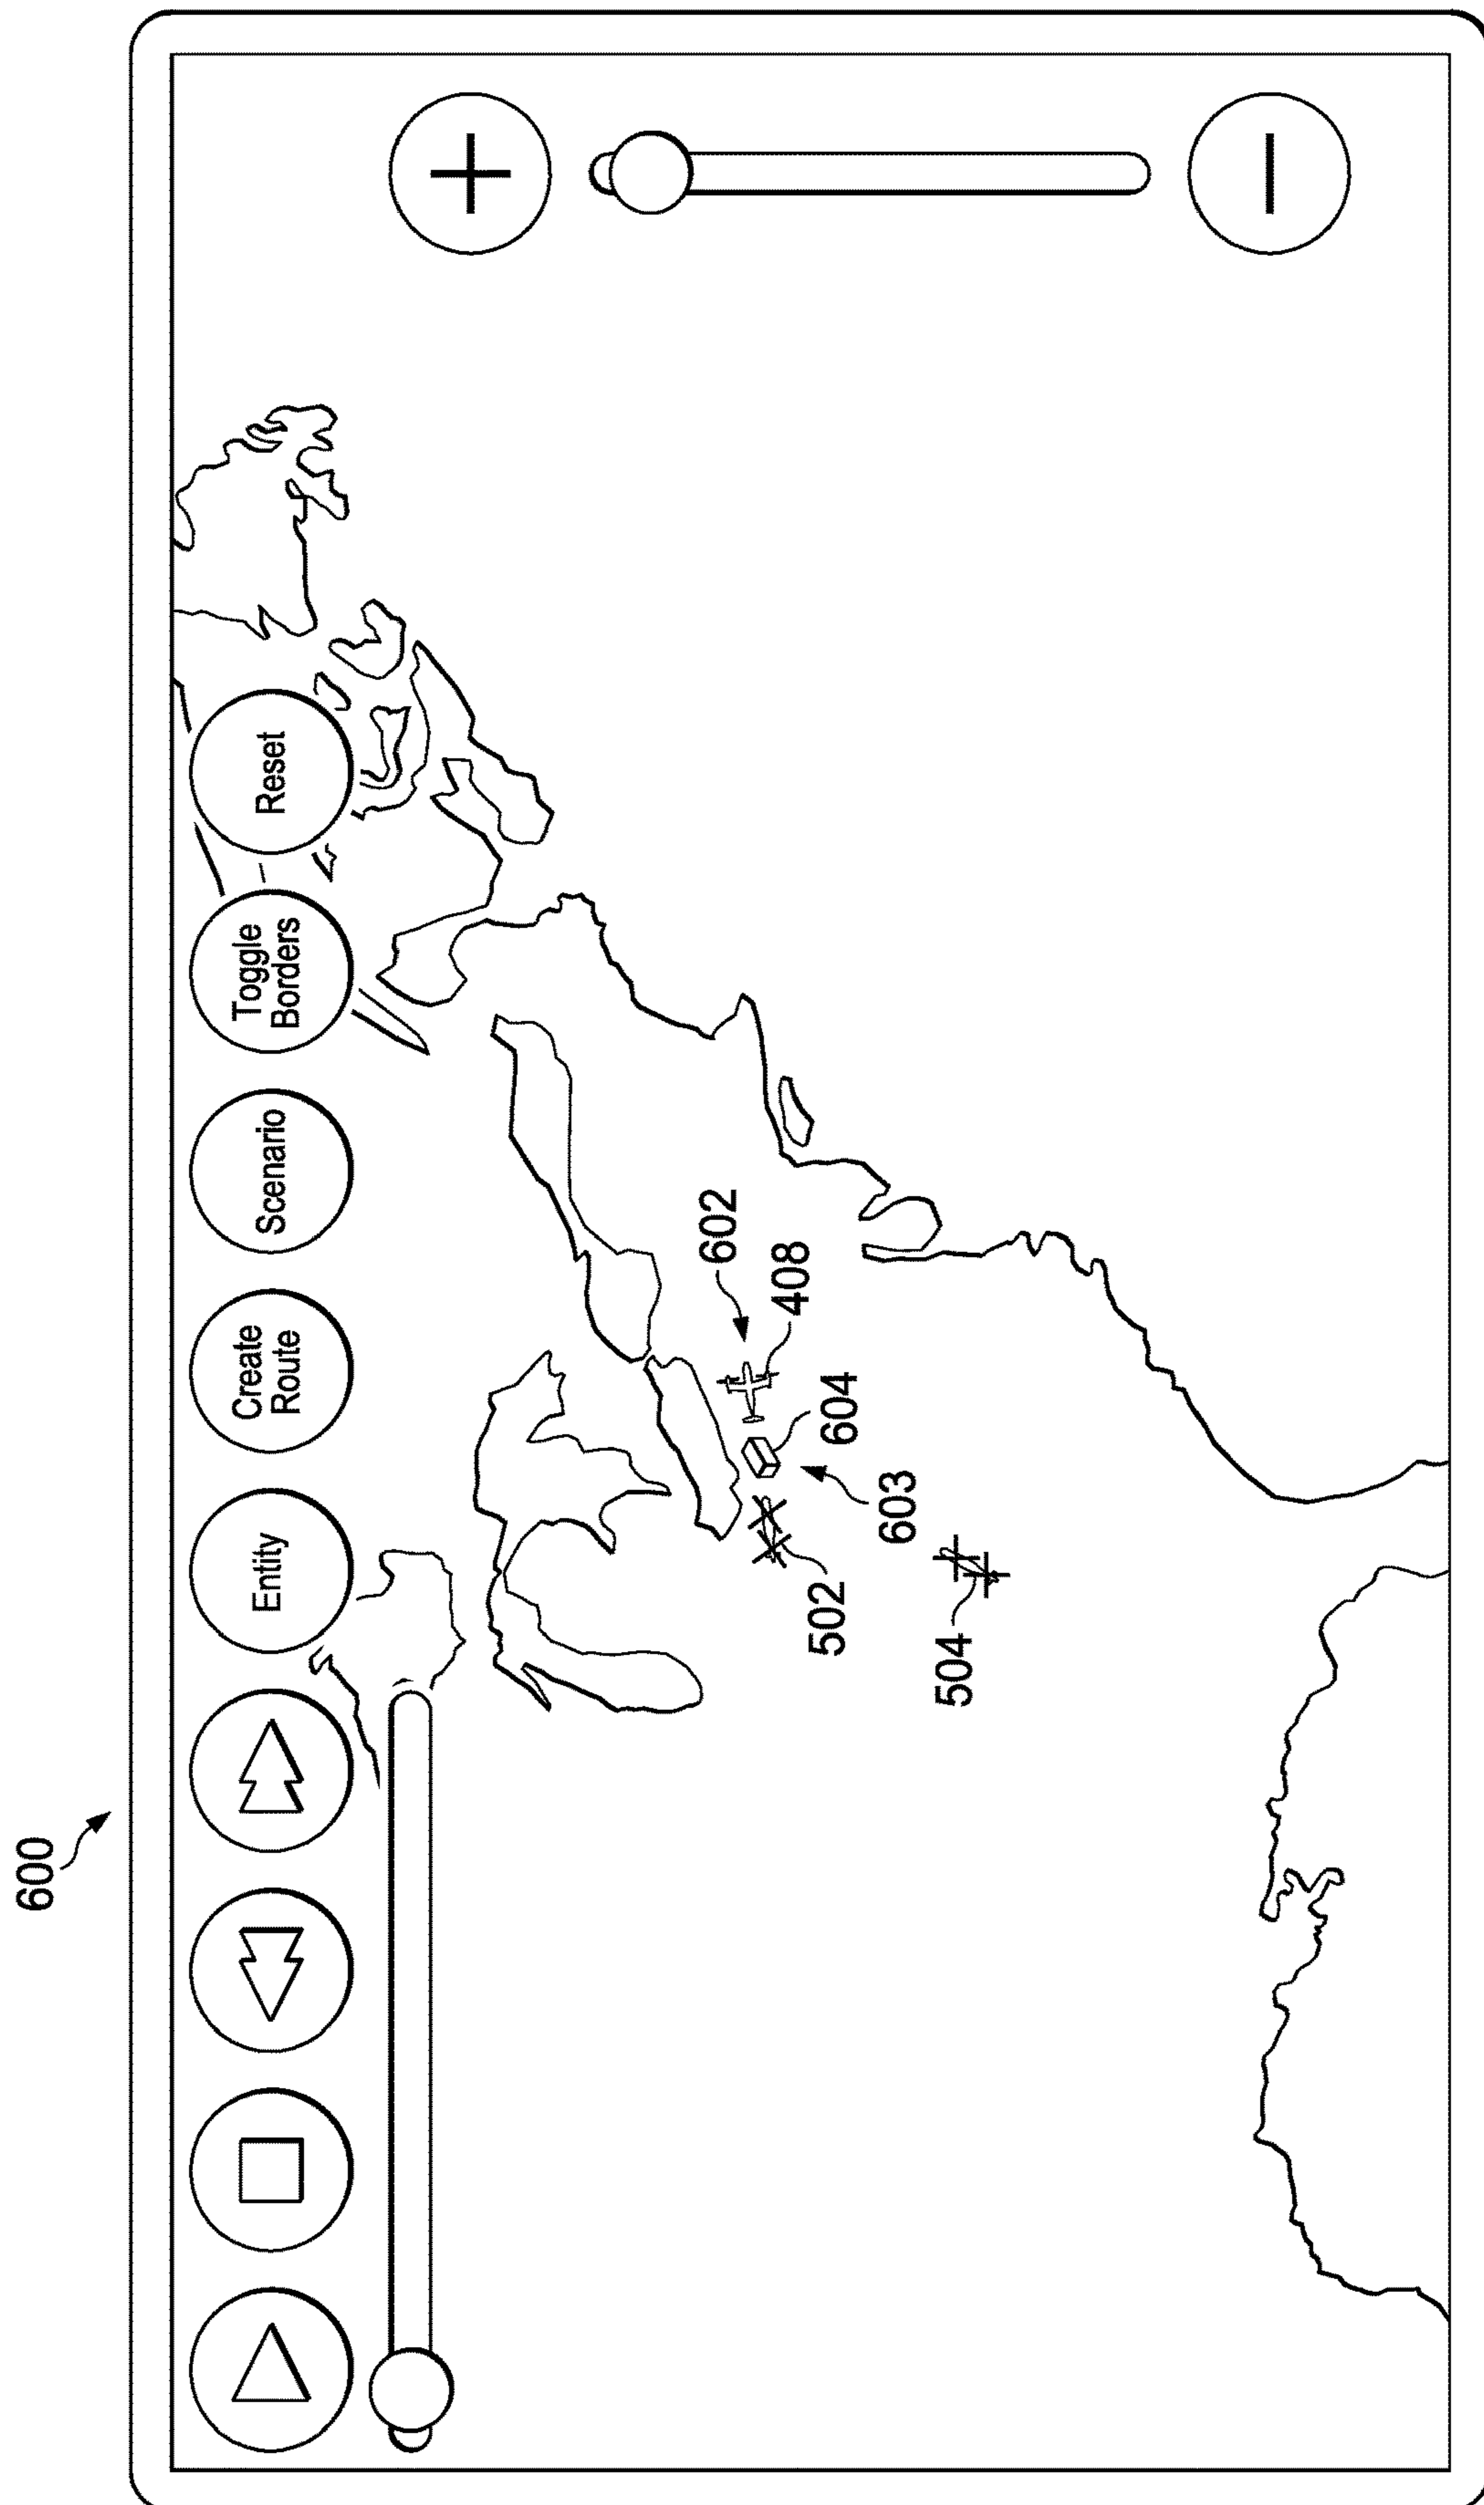 600
Entity
Create
Route
Scenario
Toggle
Borders
Reset
602
408
604
603
502
504